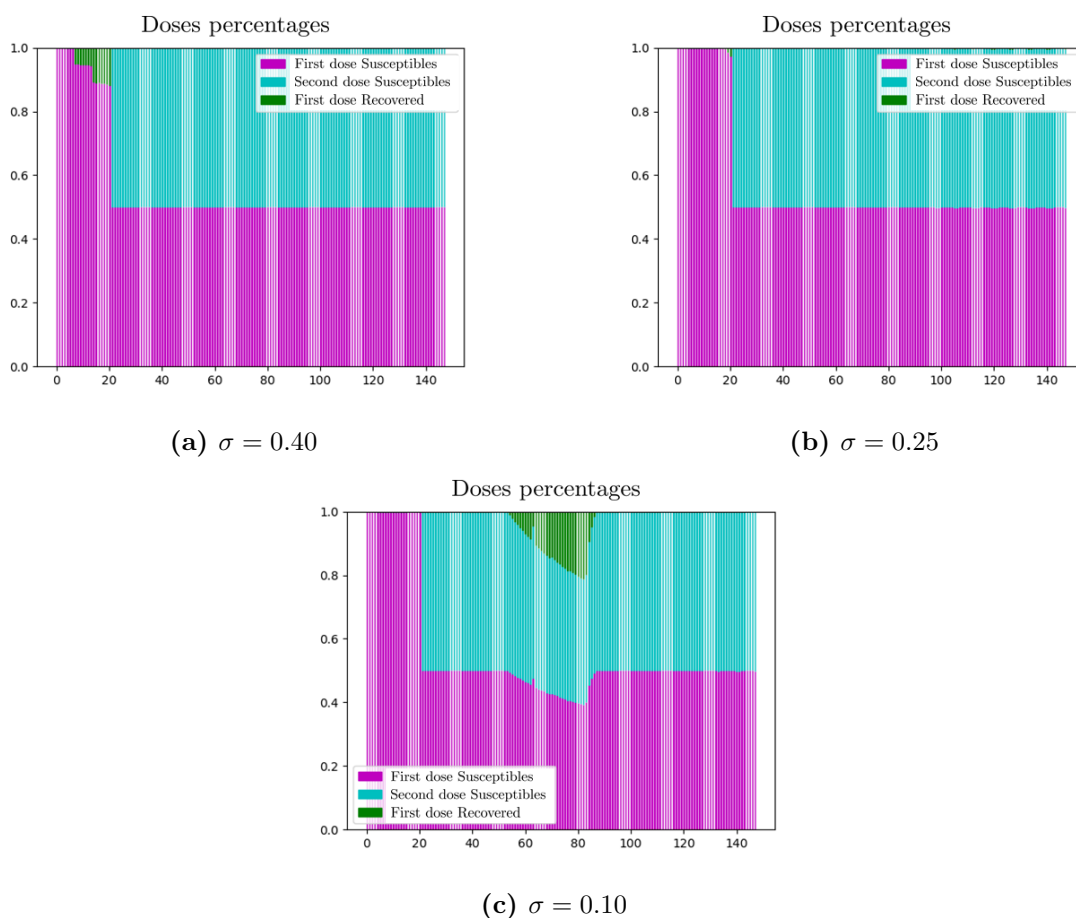 Doses percentages
1.0
0.8
0.6
0.4
0.2
0.0
First dose Susceptibles
Second dose Susceptibles
First dose Recovered
0 20 40 60 80 100 120 140
(a) σ = 0.40
Doses percentages
1.0
0.8
0.6
0.4
0.2
0.0
First dose Susceptibles
Second dose Susceptibles
First dose Recovered
0 20 40 60 80 100 120 140
(b) σ = 0.25
Doses percentages
1.0
0.8
0.6
0.4
0.2
0.0
First dose Susceptibles
Second dose Susceptibles
First dose Recovered
0 20 40 60 80 100 120 140
(c) σ = 0.10